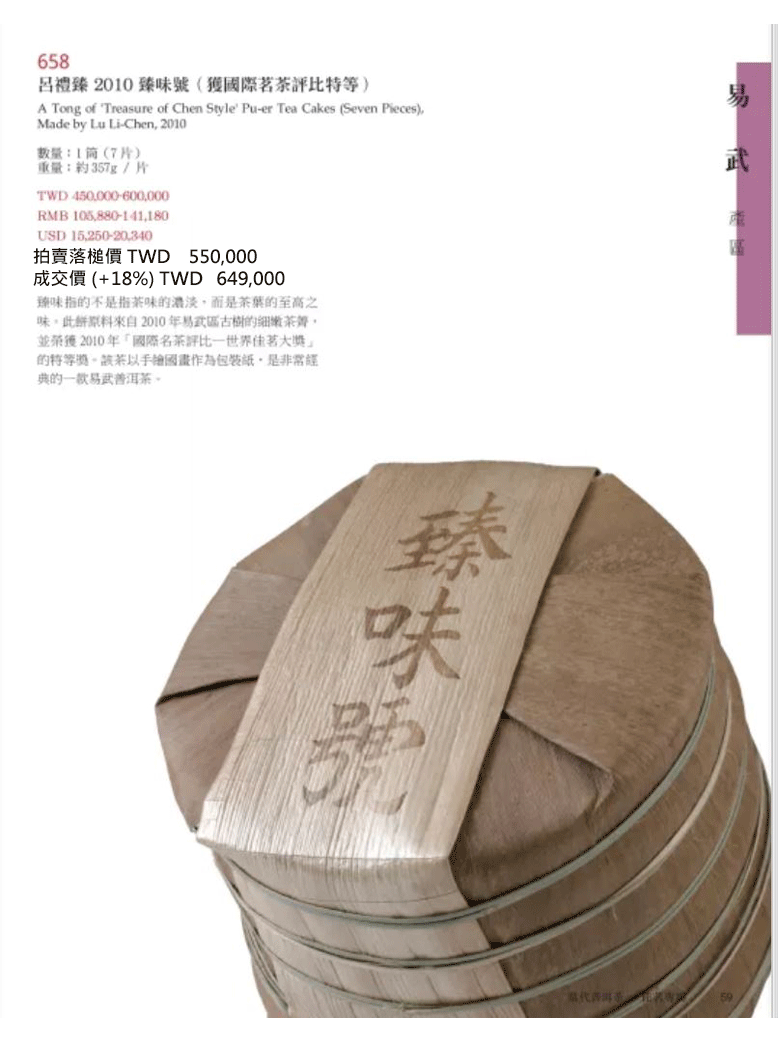 658
呂禮臻 2010 臻味號（獲國際茗茶評比特等）
A Tong of 'Treasure of Chen Style' Pu-er Tea Cakes (Seven Pieces),
Made by Lu Li-Chen, 2010
數量：1 筒（7 片）
重量：約 357g / 片
TWD 450,000-600,000
RMB 105,880-141,180
USD 15,250-20,340
拍賣落槌價 TWD 550,000
成交價 (+18%) TWD 649,000
臻味指的不是指茶味的濃淡，而是茶葉的至高之
味。此餅原料來自 2010 年易武區古樹的細嫩茶菁，
並榮獲 2010 年「國際名茶評比—世界佳茗大獎」
的特等獎。該茶以手繪國畫作為包裝紙，是非常經
典的一款易武普洱茶。
易武
產區
臻味號
59